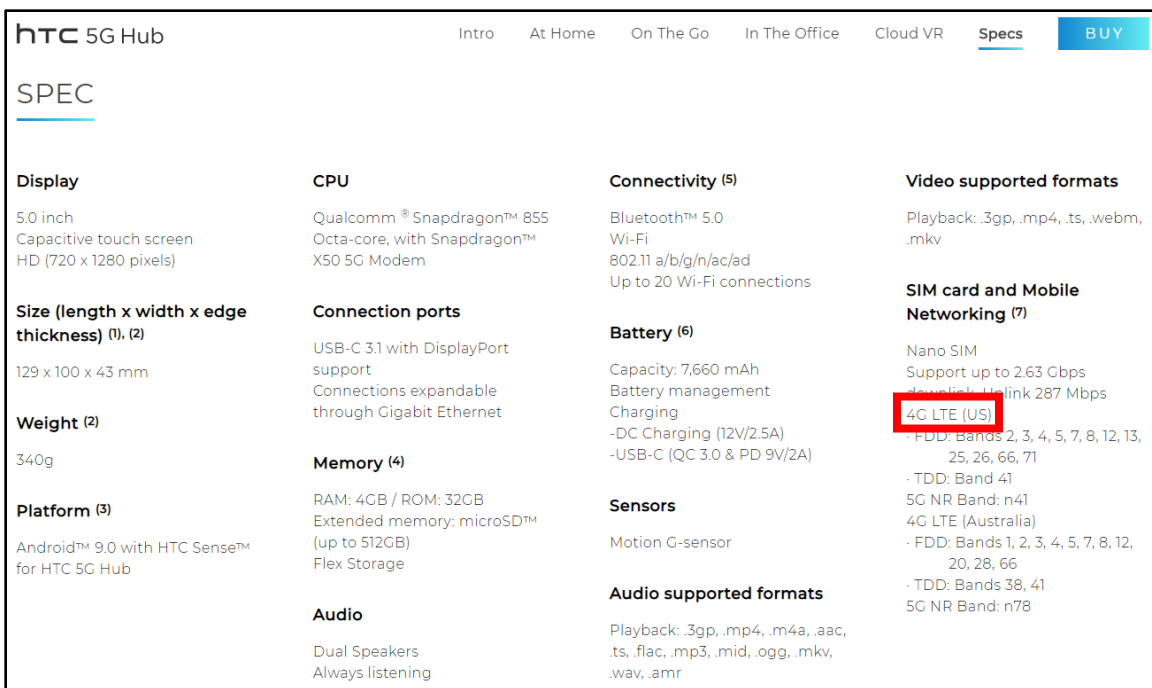 hTC 5G Hub
Intro
At Home
On The Go
In The Office
Cloud VR
Specs
BUY
SPEC
Display
5.0 inch
Capacitive touch screen
HD (720 x 1280 pixels)
Size (length x width x edge
thickness) (1), (2)
129 x 100 x 43 mm
Weight (2)
340g
Platform (3)
Android™ 9.0 with HTC Sense™
for HTC 5G Hub
CPU
Qualcomm ® Snapdragon™ 855
Octa-core, with Snapdragon™
X50 5G Modem
Connection ports
USB-C 3.1 with DisplayPort
support
Connections expandable
through Gigabit Ethernet
Memory (4)
RAM: 4GB / ROM: 32GB
Extended memory: microSD™
(up to 512GB)
Flex Storage
Audio
Dual Speakers
Always listening
Connectivity (5)
Bluetooth™ 5.0
Wi-Fi
802.11 a/b/g/n/ac/ad
Up to 20 Wi-Fi connections
Battery (6)
Capacity: 7,660 mAh
Battery management
Charging
-DC Charging (12V/2.5A)
-USB-C (QC 3.0 & PD 9V/2A)
Sensors
Motion G-sensor
Audio supported formats
Playback: .3gp, .mp4, .m4a, .aac,
.ts, .flac, .mp3, .mid, .ogg, .mkv,
.wav, .amr
Video supported formats
Playback: .3gp, .mp4, .ts, .webm,
.mkv
SIM card and Mobile
Networking (7)
Nano SIM
Support up to 2.63 Gbps
downlink, Uplink 287 Mbps
4G LTE (US)
· FDD: Bands 2, 3, 4, 5, 7, 8, 12, 13,
25, 26, 66, 71
· TDD: Band 41
5G NR Band: n41
4G LTE (Australia)
· FDD: Bands 1, 2, 3, 4, 5, 7, 8, 12,
20, 28, 66
· TDD: Bands 38, 41
5G NR Band: n78